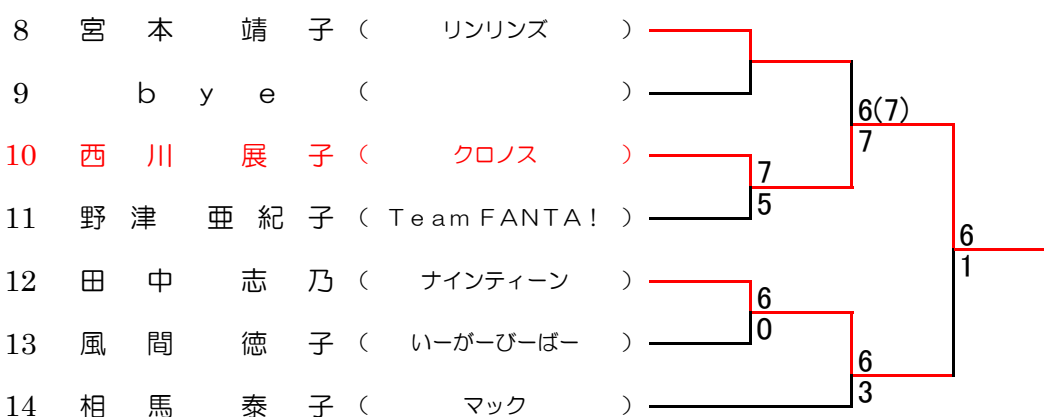 8 宮本 靖子 ( リンリンズ )
9 bye ( )
10 西川 展子 ( クロノス )
11 野津 亜紀子 ( Team FANTA! )
12 田中 志乃 ( ナインティーン )
13 風間 徳子 ( いーがーびーばー )
14 相馬 泰子 ( マック )
6(7)
7
7
5
6
1
6
0
6
3